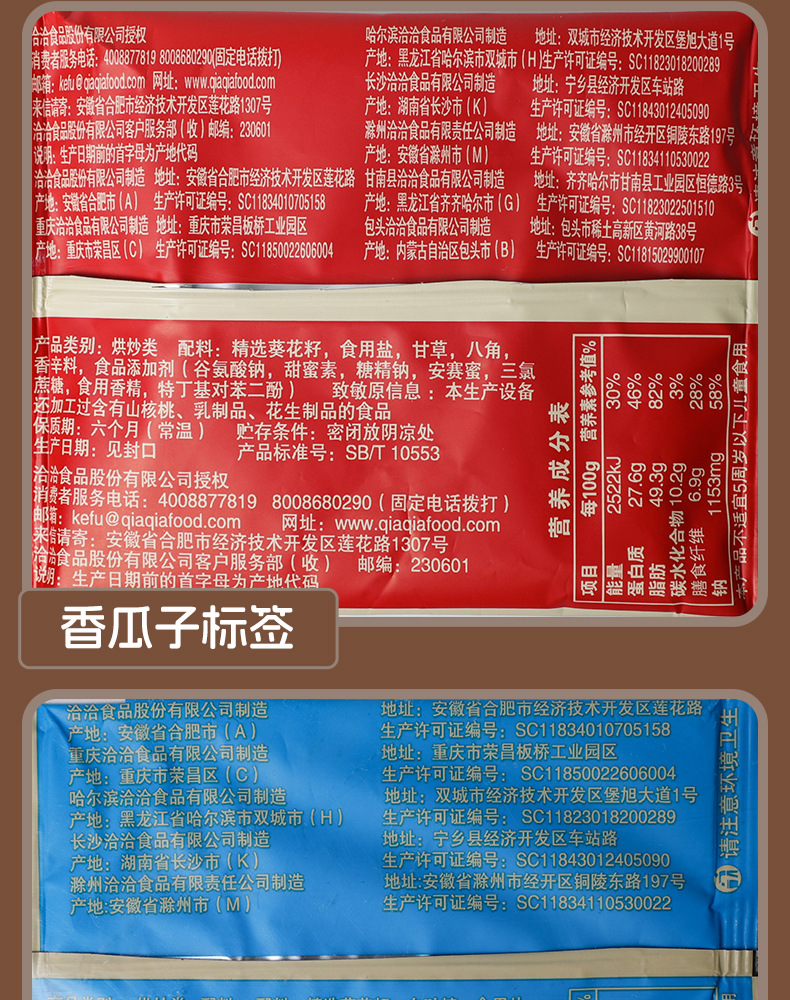 洽洽食品股份有限公司授权
消费者服务电话：4008877819 8008680290(固定电话拨打)
邮箱：kefu@qiaqiafood.com 网址：www.qiaqiafood.com
来信请寄：安徽省合肥市经济技术开发区莲花路1307号
洽洽食品股份有限公司客户服务部（收）邮编：230601
说明：生产日期前的首字母为产地代码
洽洽食品股份有限公司制造 地址：安徽省合肥市经济技术开发区莲花路
产地：安徽省合肥市（A） 生产许可证编号：SC11834010705158
重庆洽洽食品有限公司制造 地址：重庆市荣昌板桥工业园区
产地：重庆市荣昌区（C） 生产许可证编号：SC11850022606004
哈尔滨洽洽食品有限公司制造 地址：双城市经济技术开发区堡旭大道1号
产地：黑龙江省哈尔滨市双城市（H）生产许可证编号：SC11823018200289
长沙洽洽食品有限公司制造 地址：宁乡县经济开发区车站路
产地：湖南省长沙市（K） 生产许可证编号：SC11843012405090
滁州洽洽食品有限责任公司制造 地址：安徽省滁州市经开区铜陵东路197号
产地：安徽省滁州市（M） 生产许可证编号：SC11834110530022
甘南县洽洽食品有限公司制造 地址：齐齐哈尔市甘南县工业园区恒德路3号
产地：黑龙江省齐齐哈尔市（G） 生产许可证编号：SC11823022501510
包头洽洽食品有限公司制造 地址：包头市稀土高新区黄河路38号
产地：内蒙古自治区包头市（B） 生产许可证编号：SC11815029900107
产品类别：烘炒类 配料：精选葵花籽，食用盐，甘草，八角，
香辛料，食品添加剂（谷氨酸钠，甜蜜素，糖精钠，安赛蜜，三氯
蔗糖，食用香精，特丁基对苯二酚） 致敏原信息：本生产设备
还加工过含有山核桃、乳制品、花生制品的食品
保质期：六个月（常温） 贮存条件：密闭放阴凉处
生产日期：见封口 产品标准号：SB/T 10553
洽洽食品股份有限公司授权
消费者服务电话：4008877819 8008680290（固定电话拨打）
邮箱：kefu@qiaqiafood.com 网址：www.qiaqiafood.com
来信请寄：安徽省合肥市经济技术开发区莲花路1307号
洽洽食品股份有限公司客户服务部（收） 邮编：230601
说明：生产日期前的首字母为产地代码
营养成分表
项目 每100g 营养素参考值%
能量 2522kJ 30%
蛋白质 27.6g 46%
脂肪 49.3g 82%
碳水化合物 10.2g 3%
膳食纤维 6.9g 28%
钠 1153mg 58%
本产品不适宜5周岁以下儿童食用
香瓜子标签
洽洽食品股份有限公司制造 地址：安徽省合肥市经济技术开发区莲花路
产地：安徽省合肥市（A） 生产许可证编号：SC11834010705158
重庆洽洽食品有限公司制造 地址：重庆市荣昌板桥工业园区
产地：重庆市荣昌区（C） 生产许可证编号：SC11850022606004
哈尔滨洽洽食品有限公司制造 地址：双城市经济技术开发区堡旭大道1号
产地：黑龙江省哈尔滨市双城市（H） 生产许可证编号：SC11823018200289
长沙洽洽食品有限公司制造 地址：宁乡县经济开发区车站路
产地：湖南省长沙市（K） 生产许可证编号：SC11843012405090
滁州洽洽食品有限责任公司制造 地址:安徽省滁州市经开区铜陵东路197号
产地:安徽省滁州市（M） 生产许可证编号：SC11834110530022
请注意环境卫生